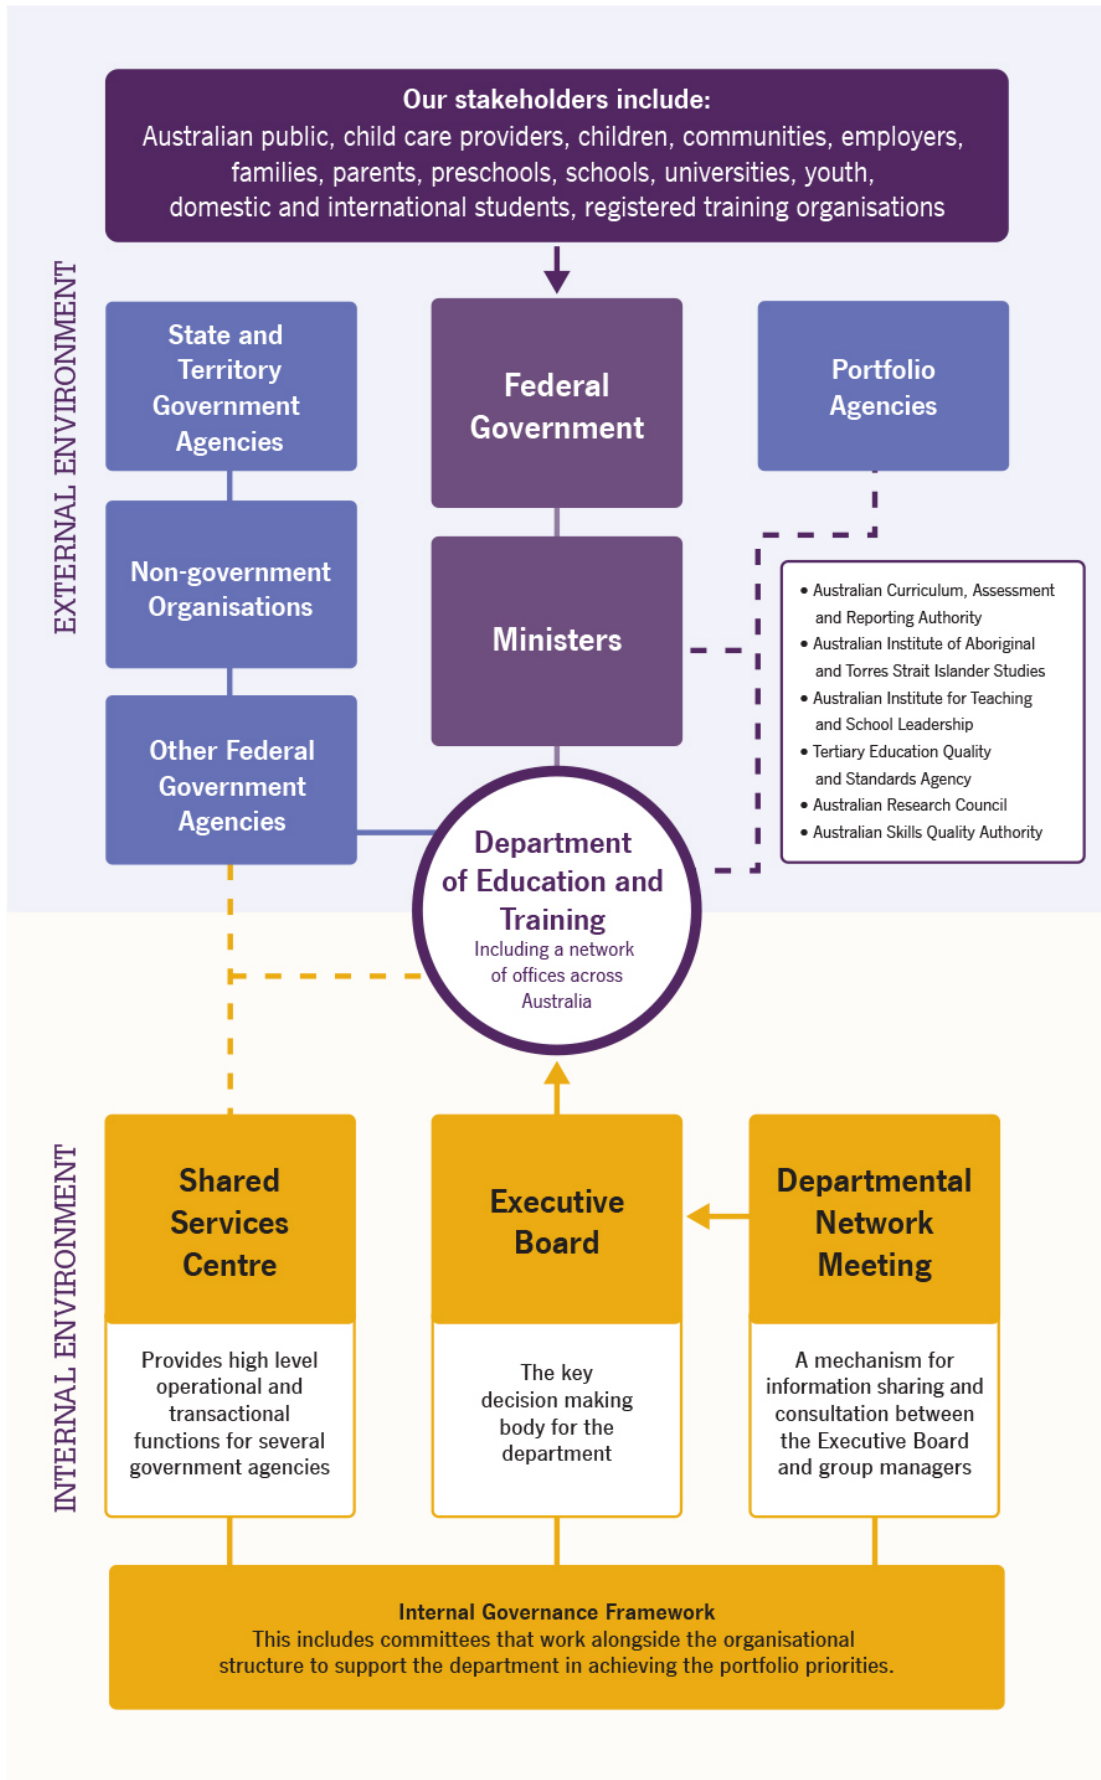 Our stakeholders include:
Australian public, child care providers, children, communities, employers,
families, parents, preschools, schools, universities, youth,
domestic and international students, registered training organisations
EXTERNAL ENVIRONMENT
State and
Territory
Government
Agencies
Federal
Government
Portfolio
Agencies
Non-government
Organisations
Ministers
• Australian Curriculum, Assessment
and Reporting Authority
• Australian Institute of Aboriginal
and Torres Strait Islander Studies
• Australian Institute for Teaching
and School Leadership
• Tertiary Education Quality
and Standards Agency
• Australian Research Council
• Australian Skills Quality Authority
Other Federal
Government
Agencies
Department
of Education and
Training
Including a network
of offices across
Australia
INTERNAL ENVIRONMENT
Shared
Services
Centre
Provides high level
operational and
transactional
functions for several
government agencies
Executive
Board
The key
decision making
body for the
department
Departmental
Network
Meeting
A mechanism for
information sharing and
consultation between
the Executive Board
and group managers
Internal Governance Framework
This includes committees that work alongside the organisational
structure to support the department in achieving the portfolio priorities.